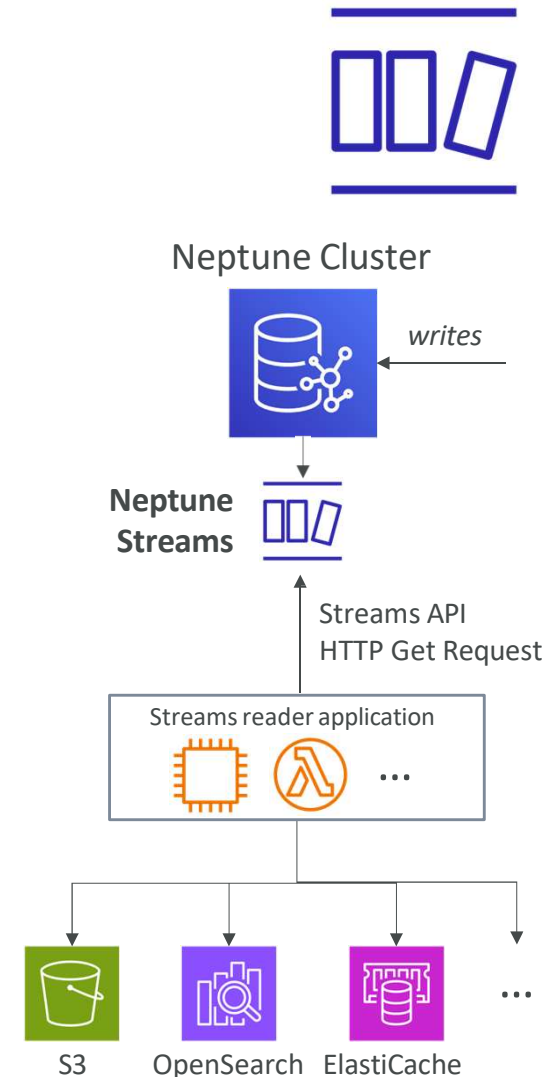 Neptune Cluster
writes
Neptune
Streams
Streams API
HTTP Get Request
Streams reader application
...
S3
OpenSearch
ElastiCache
...